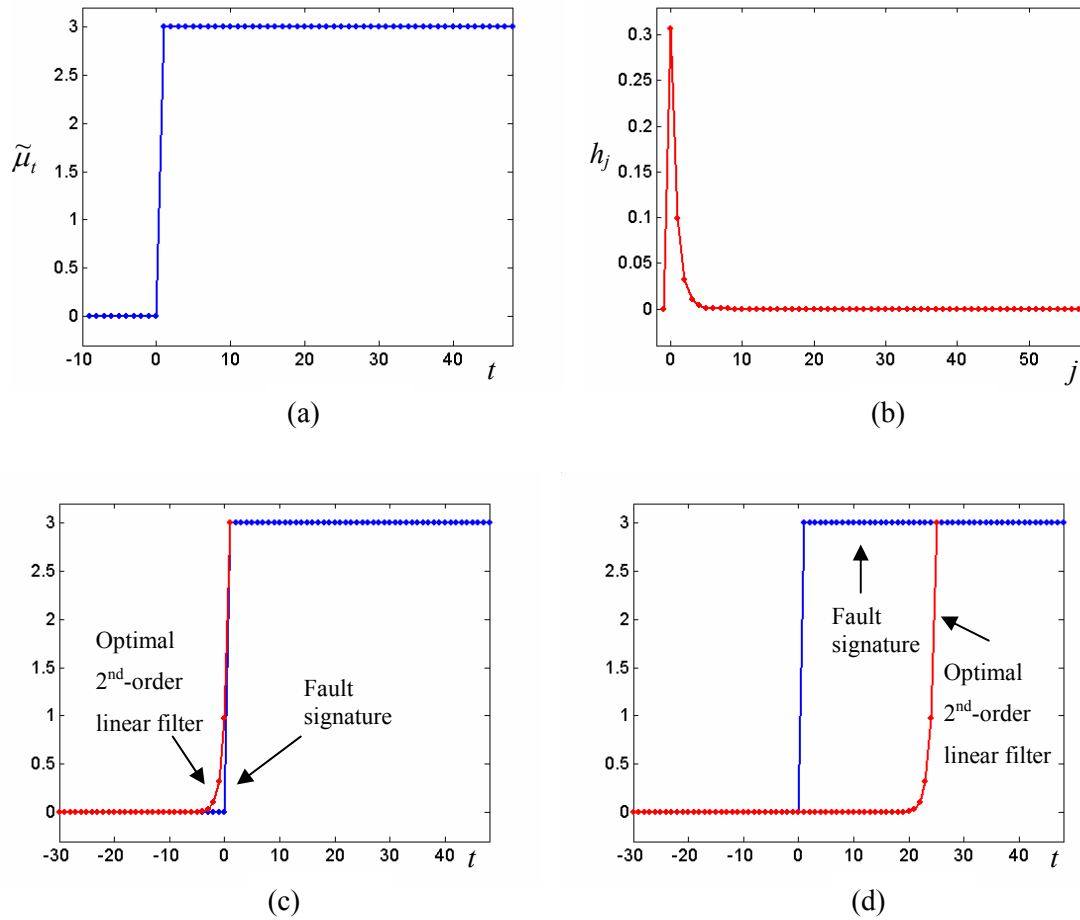 3
2.5
2
1.5
1
0.5
0
μ̃_t
-10 0 10 20 30 40
t
(a)
0.3
0.25
0.2
0.15
0.1
0.05
0
h_j
0 10 20 30 40 50
j
(b)
3
2.5
2
1.5
1
0.5
0
Optimal
2nd-order
linear filter
Fault
signature
-30 -20 -10 0 10 20 30 40
t
(c)
3
2.5
2
1.5
1
0.5
0
Fault
signature
Optimal
2nd-order
linear filter
-30 -20 -10 0 10 20 30 40
t
(d)